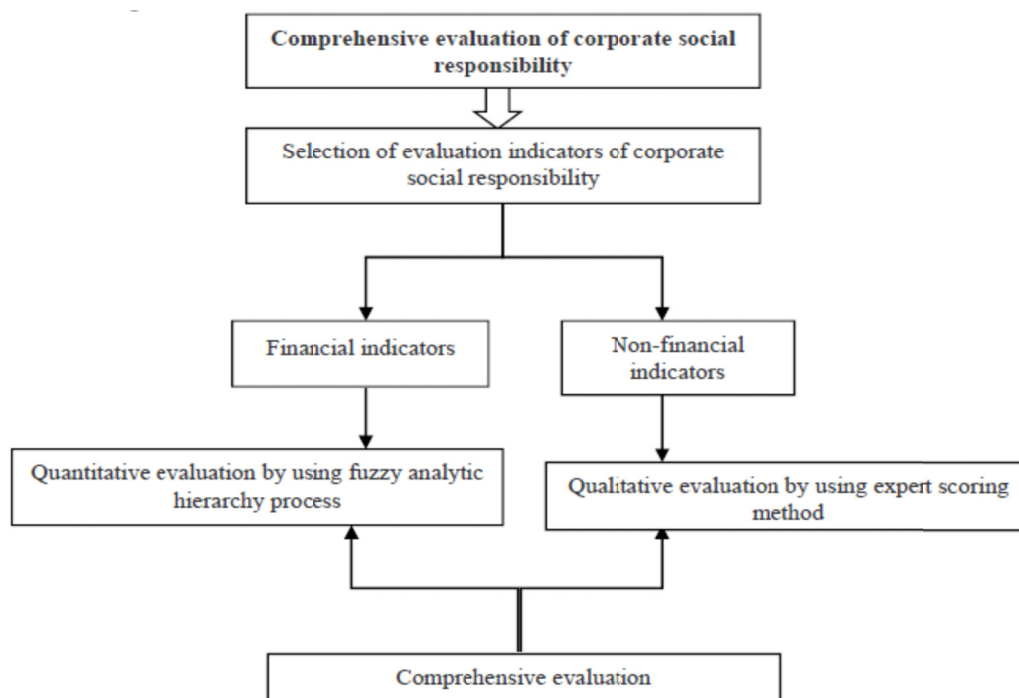 Comprehensive evaluation of corporate social
responsibility
Selection of evaluation indicators of corporate
social responsibility
Financial indicators
Non-financial
indicators
Quantitative evaluation by using fuzzy analytic
hierarchy process
Qualitative evaluation by using expert scoring
method
Comprehensive evaluation